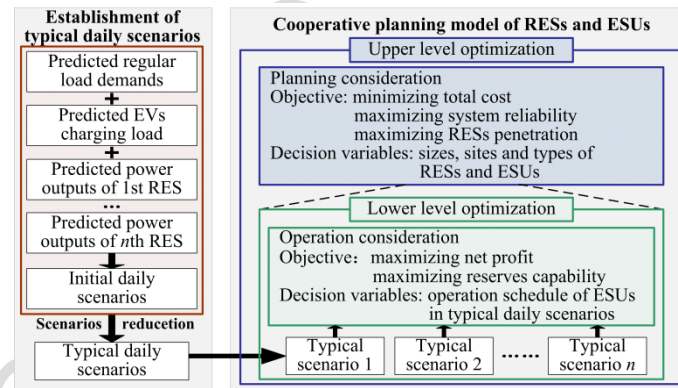 Establishment of
typical daily scenarios
Predicted regular
load demands
+
Predicted EVs
charging load
+
Predicted power
outputs of 1st RES
...
Predicted power
outputs of nth RES
Initial daily
scenarios
Scenarios reducetion
Typical daily
scenarios
Cooperative planning model of RESs and ESUs
Upper level optimization
Planning consideration
Objective: minimizing total cost
maximizing system reliability
maximizing RESs penetration
Decision variables: sizes, sites and types of
RESs and ESUs
Lower level optimization
Operation consideration
Objective: maximizing net profit
maximizing reserves capability
Decision variables: operation schedule of ESUs
in typical daily scenarios
Typical
scenario 1
Typical
scenario 2
……
Typical
scenario n